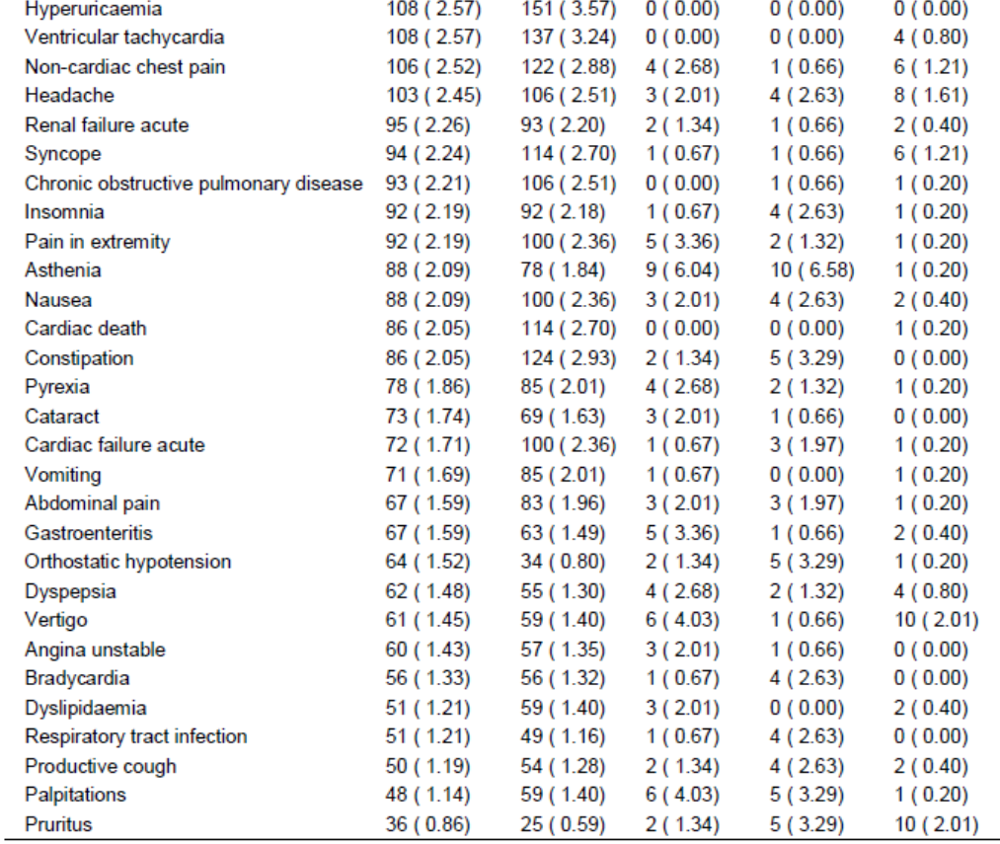 Hyperuricaemia 108 ( 2.57) 151 ( 3.57) 0 ( 0.00) 0 ( 0.00) 0 ( 0.00)
Ventricular tachycardia 108 ( 2.57) 137 ( 3.24) 0 ( 0.00) 0 ( 0.00) 4 ( 0.80)
Non-cardiac chest pain 106 ( 2.52) 122 ( 2.88) 4 ( 2.68) 1 ( 0.66) 6 ( 1.21)
Headache 103 ( 2.45) 106 ( 2.51) 3 ( 2.01) 4 ( 2.63) 8 ( 1.61)
Renal failure acute 95 ( 2.26) 93 ( 2.20) 2 ( 1.34) 1 ( 0.66) 2 ( 0.40)
Syncope 94 ( 2.24) 114 ( 2.70) 1 ( 0.67) 1 ( 0.66) 6 ( 1.21)
Chronic obstructive pulmonary disease 93 ( 2.21) 106 ( 2.51) 0 ( 0.00) 1 ( 0.66) 1 ( 0.20)
Insomnia 92 ( 2.19) 92 ( 2.18) 1 ( 0.67) 4 ( 2.63) 1 ( 0.20)
Pain in extremity 92 ( 2.19) 100 ( 2.36) 5 ( 3.36) 2 ( 1.32) 1 ( 0.20)
Asthenia 88 ( 2.09) 78 ( 1.84) 9 ( 6.04) 10 ( 6.58) 1 ( 0.20)
Nausea 88 ( 2.09) 100 ( 2.36) 3 ( 2.01) 4 ( 2.63) 2 ( 0.40)
Cardiac death 86 ( 2.05) 114 ( 2.70) 0 ( 0.00) 0 ( 0.00) 1 ( 0.20)
Constipation 86 ( 2.05) 124 ( 2.93) 2 ( 1.34) 5 ( 3.29) 0 ( 0.00)
Pyrexia 78 ( 1.86) 85 ( 2.01) 4 ( 2.68) 2 ( 1.32) 1 ( 0.20)
Cataract 73 ( 1.74) 69 ( 1.63) 3 ( 2.01) 1 ( 0.66) 0 ( 0.00)
Cardiac failure acute 72 ( 1.71) 100 ( 2.36) 1 ( 0.67) 3 ( 1.97) 1 ( 0.20)
Vomiting 71 ( 1.69) 85 ( 2.01) 1 ( 0.67) 0 ( 0.00) 1 ( 0.20)
Abdominal pain 67 ( 1.59) 83 ( 1.96) 3 ( 2.01) 3 ( 1.97) 1 ( 0.20)
Gastroenteritis 67 ( 1.59) 63 ( 1.49) 5 ( 3.36) 1 ( 0.66) 2 ( 0.40)
Orthostatic hypotension 64 ( 1.52) 34 ( 0.80) 2 ( 1.34) 5 ( 3.29) 1 ( 0.20)
Dyspepsia 62 ( 1.48) 55 ( 1.30) 4 ( 2.68) 2 ( 1.32) 4 ( 0.80)
Vertigo 61 ( 1.45) 59 ( 1.40) 6 ( 4.03) 1 ( 0.66) 10 ( 2.01)
Angina unstable 60 ( 1.43) 57 ( 1.35) 3 ( 2.01) 1 ( 0.66) 0 ( 0.00)
Bradycardia 56 ( 1.33) 56 ( 1.32) 1 ( 0.67) 4 ( 2.63) 0 ( 0.00)
Dyslipidaemia 51 ( 1.21) 59 ( 1.40) 3 ( 2.01) 0 ( 0.00) 2 ( 0.40)
Respiratory tract infection 51 ( 1.21) 49 ( 1.16) 1 ( 0.67) 4 ( 2.63) 0 ( 0.00)
Productive cough 50 ( 1.19) 54 ( 1.28) 2 ( 1.34) 4 ( 2.63) 2 ( 0.40)
Palpitations 48 ( 1.14) 59 ( 1.40) 6 ( 4.03) 5 ( 3.29) 1 ( 0.20)
Pruritus 36 ( 0.86) 25 ( 0.59) 2 ( 1.34) 5 ( 3.29) 10 ( 2.01)